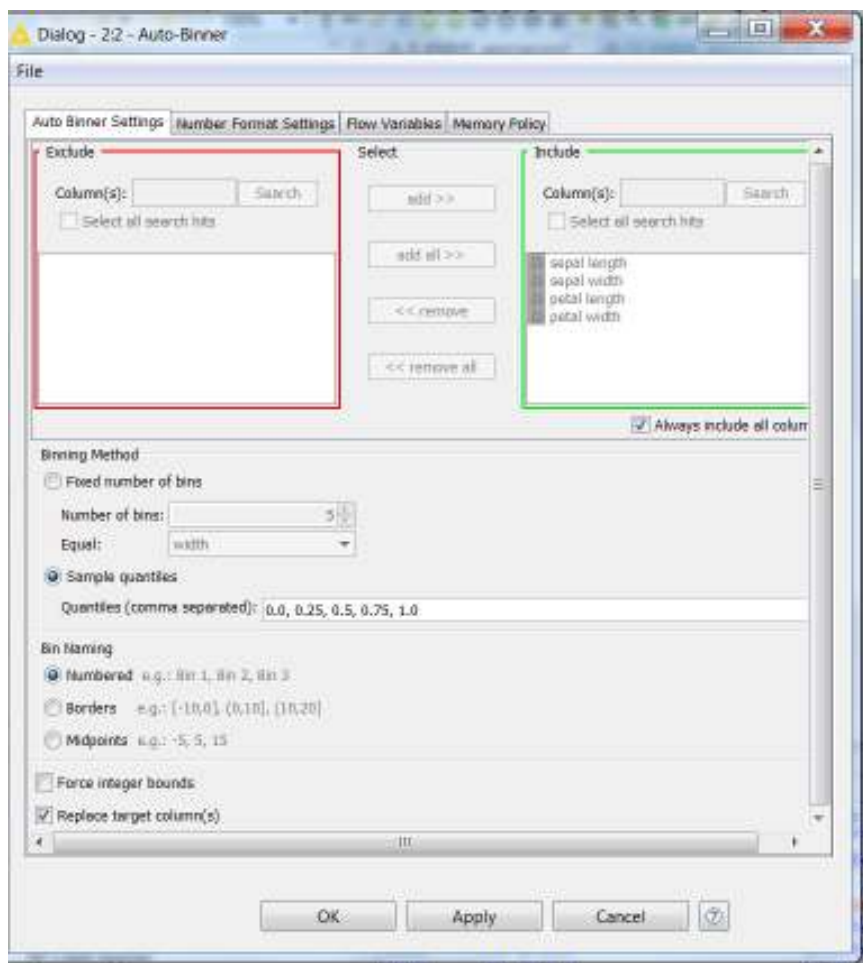 Dialog - 2:2 - Auto-Binner
File
Auto Binner Settings Number Format Settings Flow Variables Memory Policy
Exclude Select Include
Column(s): Search add >> Column(s): Search
Select all search hits Select all search hits
add all >>
sepal length
sepal width
petal length
petal width
<< remove
<< remove all
Always include all colum
Binning Method
Fixed number of bins
Number of bins: 5
Equal: width
Sample quantiles
Quantiles (comma separated): 0.0, 0.25, 0.5, 0.75, 1.0
Bin Naming
Numbered e.g.: Bin 1, Bin 2, Bin 3
Borders e.g.: [-10,0], (0,10], (10,20]
Midpoints e.g.: -5, 5, 15
Force integer bounds
Replace target column(s)
OK Apply Cancel ?